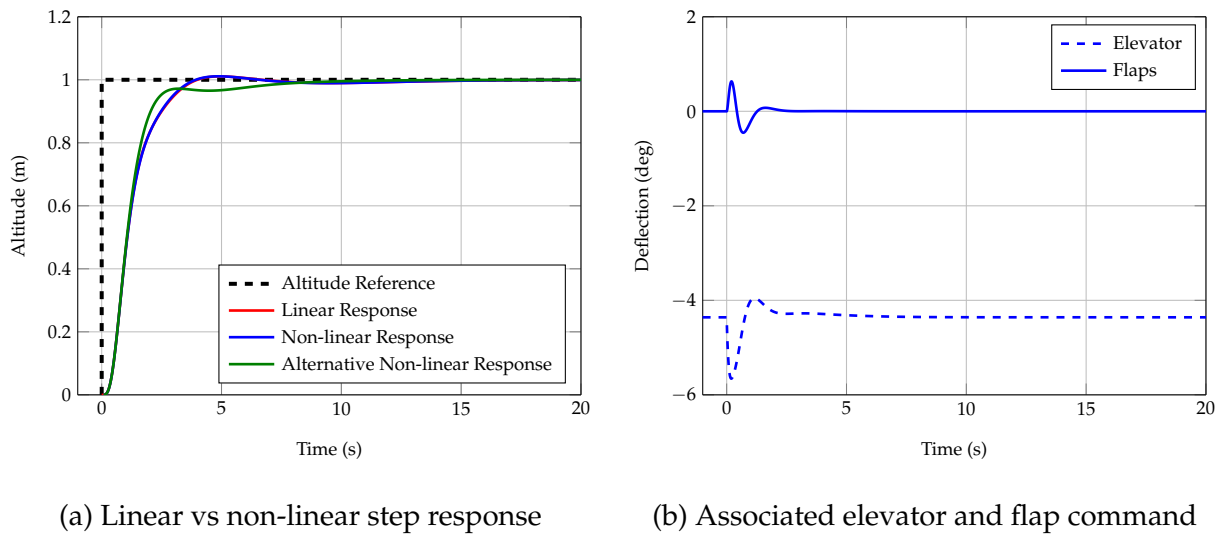 1.2
1
0.8
0.6
0.4
0.2
0
Altitude (m)
Altitude Reference
Linear Response
Non-linear Response
Alternative Non-linear Response
0 5 10 15 20
Time (s)
(a) Linear vs non-linear step response
2
0
−2
−4
−6
Deflection (deg)
Elevator
Flaps
0 5 10 15 20
Time (s)
(b) Associated elevator and flap command